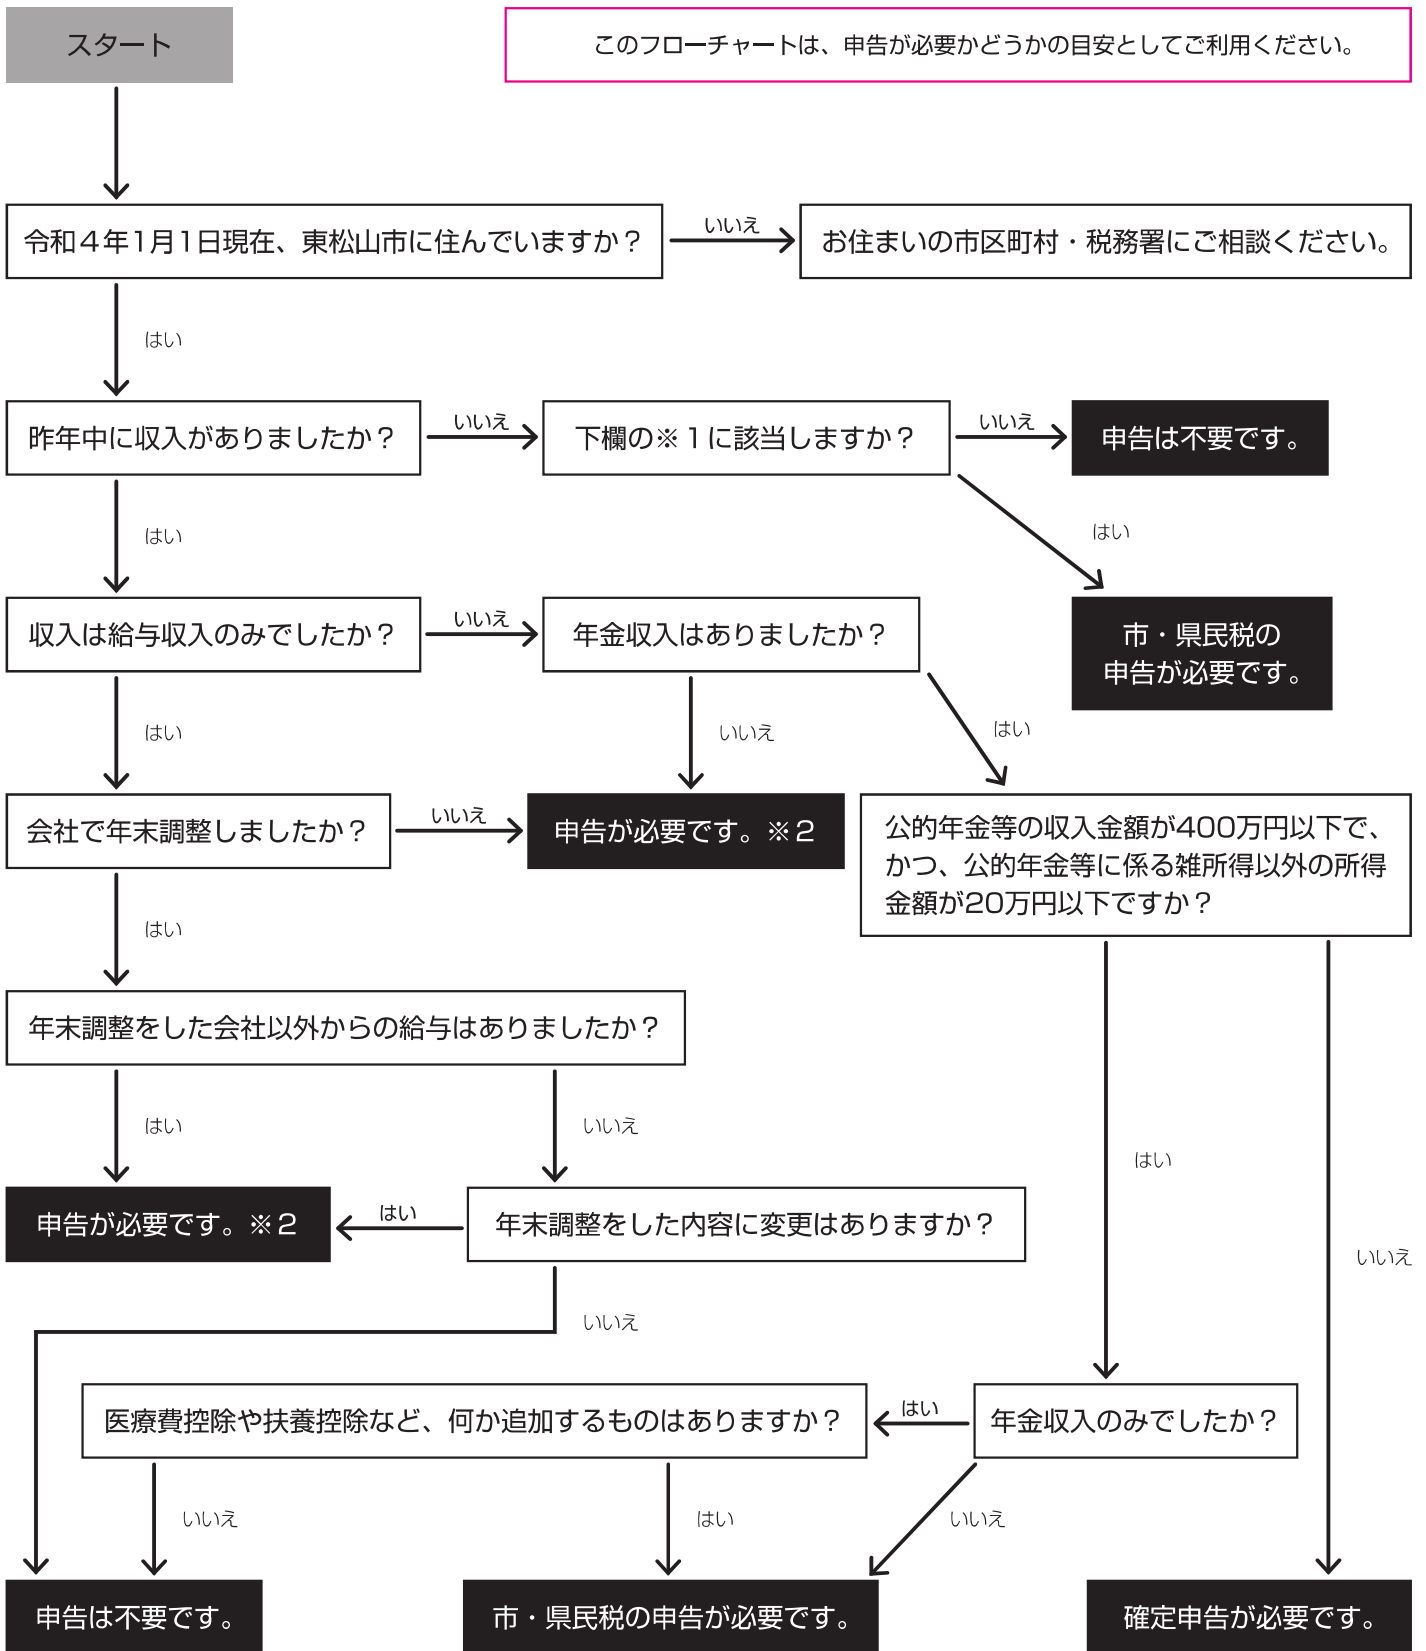 スタート
このフローチャートは、申告が必要かどうかの目安としてご利用ください。
令和４年1月1日現在、東松山市に住んでいますか？
いいえ
お住まいの市区町村・税務署にご相談ください。
はい
昨年中に収入がありましたか？
いいえ
下欄の※１に該当しますか？
いいえ
申告は不要です。
はい
はい
収入は給与収入のみでしたか？
いいえ
年金収入はありましたか？
市・県民税の
申告が必要です。
はい
いいえ
はい
会社で年末調整しましたか？
いいえ
申告が必要です。※２
公的年金等の収入金額が400万円以下で、
かつ、公的年金等に係る雑所得以外の所得
金額が20万円以下ですか？
はい
年末調整をした会社以外からの給与はありましたか？
はい
いいえ
はい
申告が必要です。※２
はい
年末調整をした内容に変更はありますか？
いいえ
いいえ
医療費控除や扶養控除など、何か追加するものはありますか？
はい
年金収入のみでしたか？
いいえ
はい
いいえ
申告は不要です。
市・県民税の申告が必要です。
確定申告が必要です。